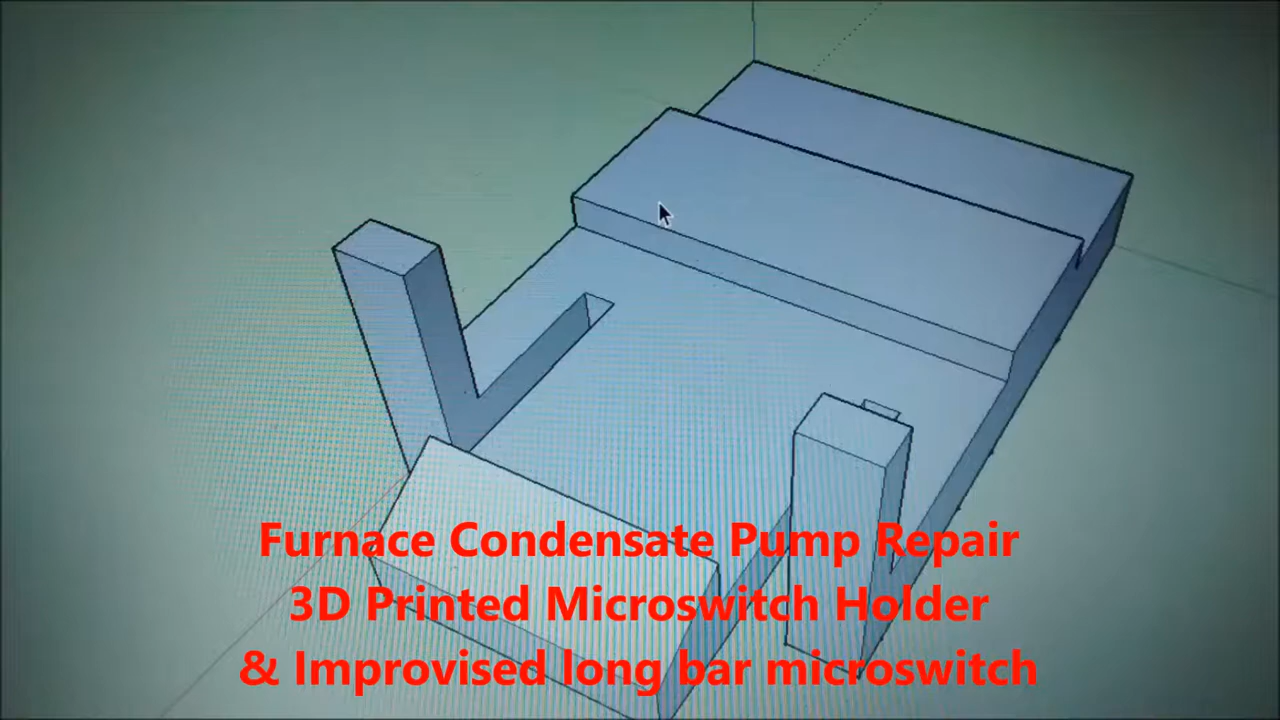 Furnace Condensate Pump Repair
3D Printed Microswitch Holder
& Improvised long bar microswitch